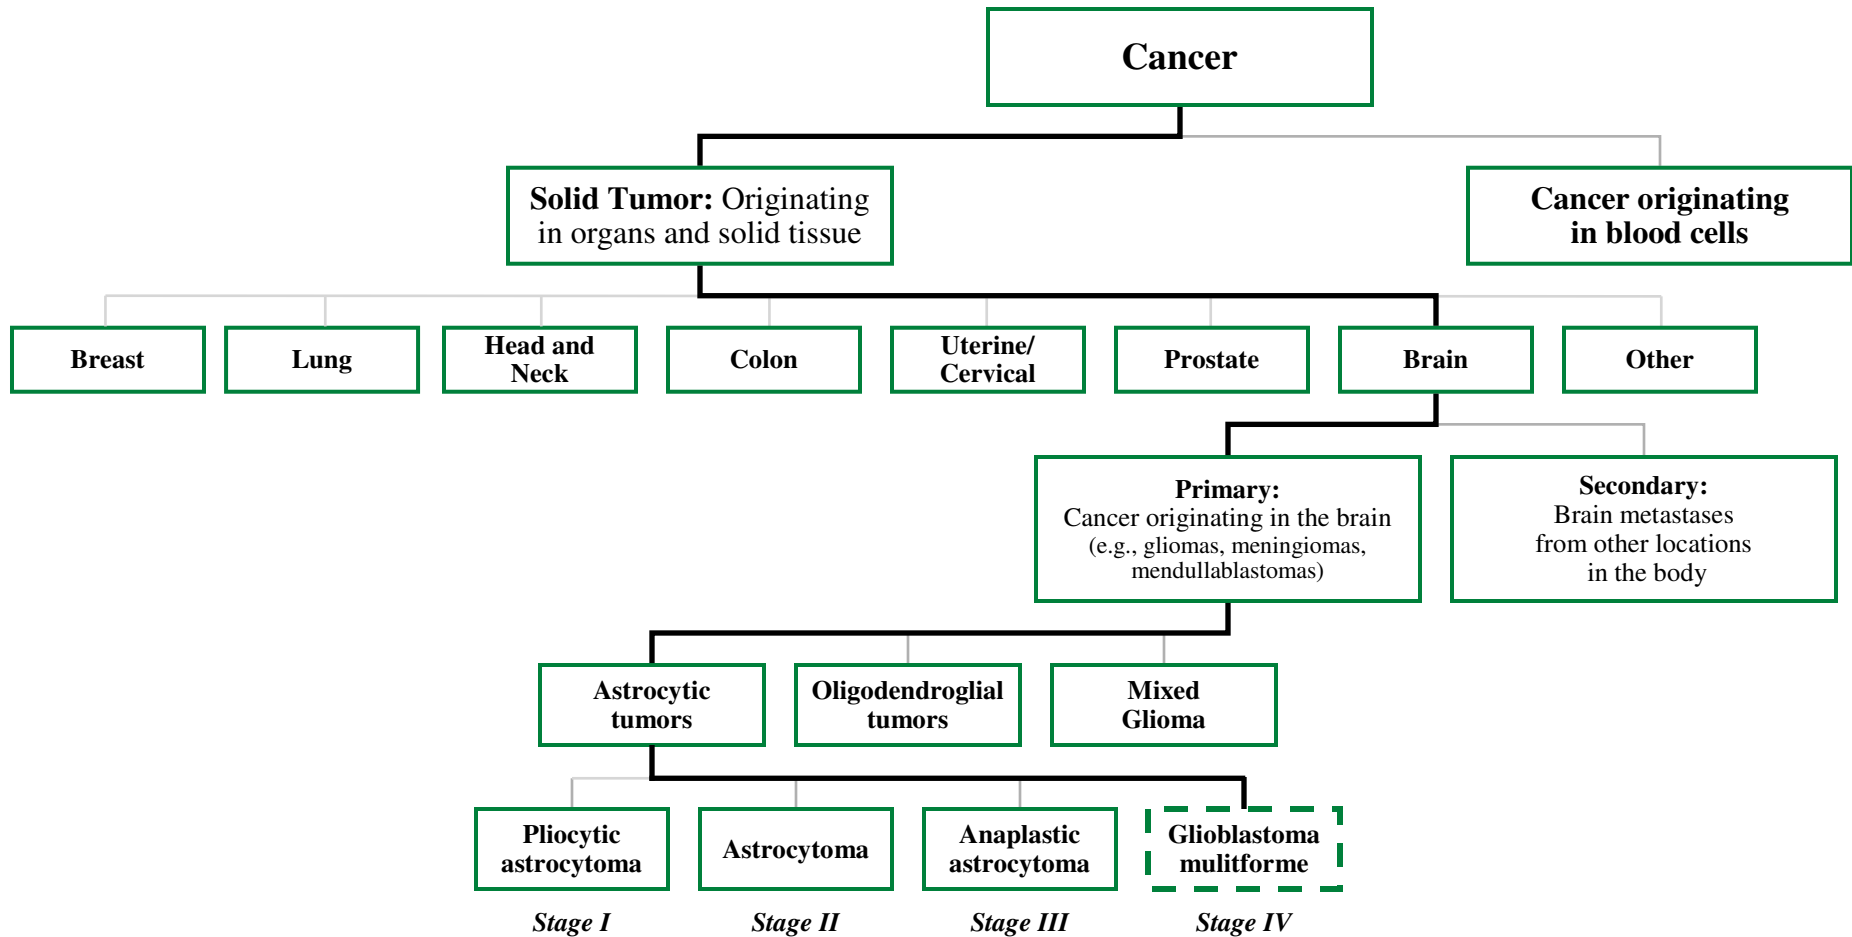 Cancer
Solid Tumor: Originating
in organs and solid tissue
Cancer originating
in blood cells
Breast
Lung
Head and
Neck
Colon
Uterine/
Cervical
Prostate
Brain
Other
Primary:
Cancer originating in the brain
(e.g., gliomas, meningiomas,
mendullablastomas)
Secondary:
Brain metastases
from other locations
in the body
Astrocytic
tumors
Oligodendroglial
tumors
Mixed
Glioma
Pliocytic
astrocytoma
Astrocytoma
Anaplastic
astrocytoma
Glioblastoma
mulitforme
Stage I
Stage II
Stage III
Stage IV